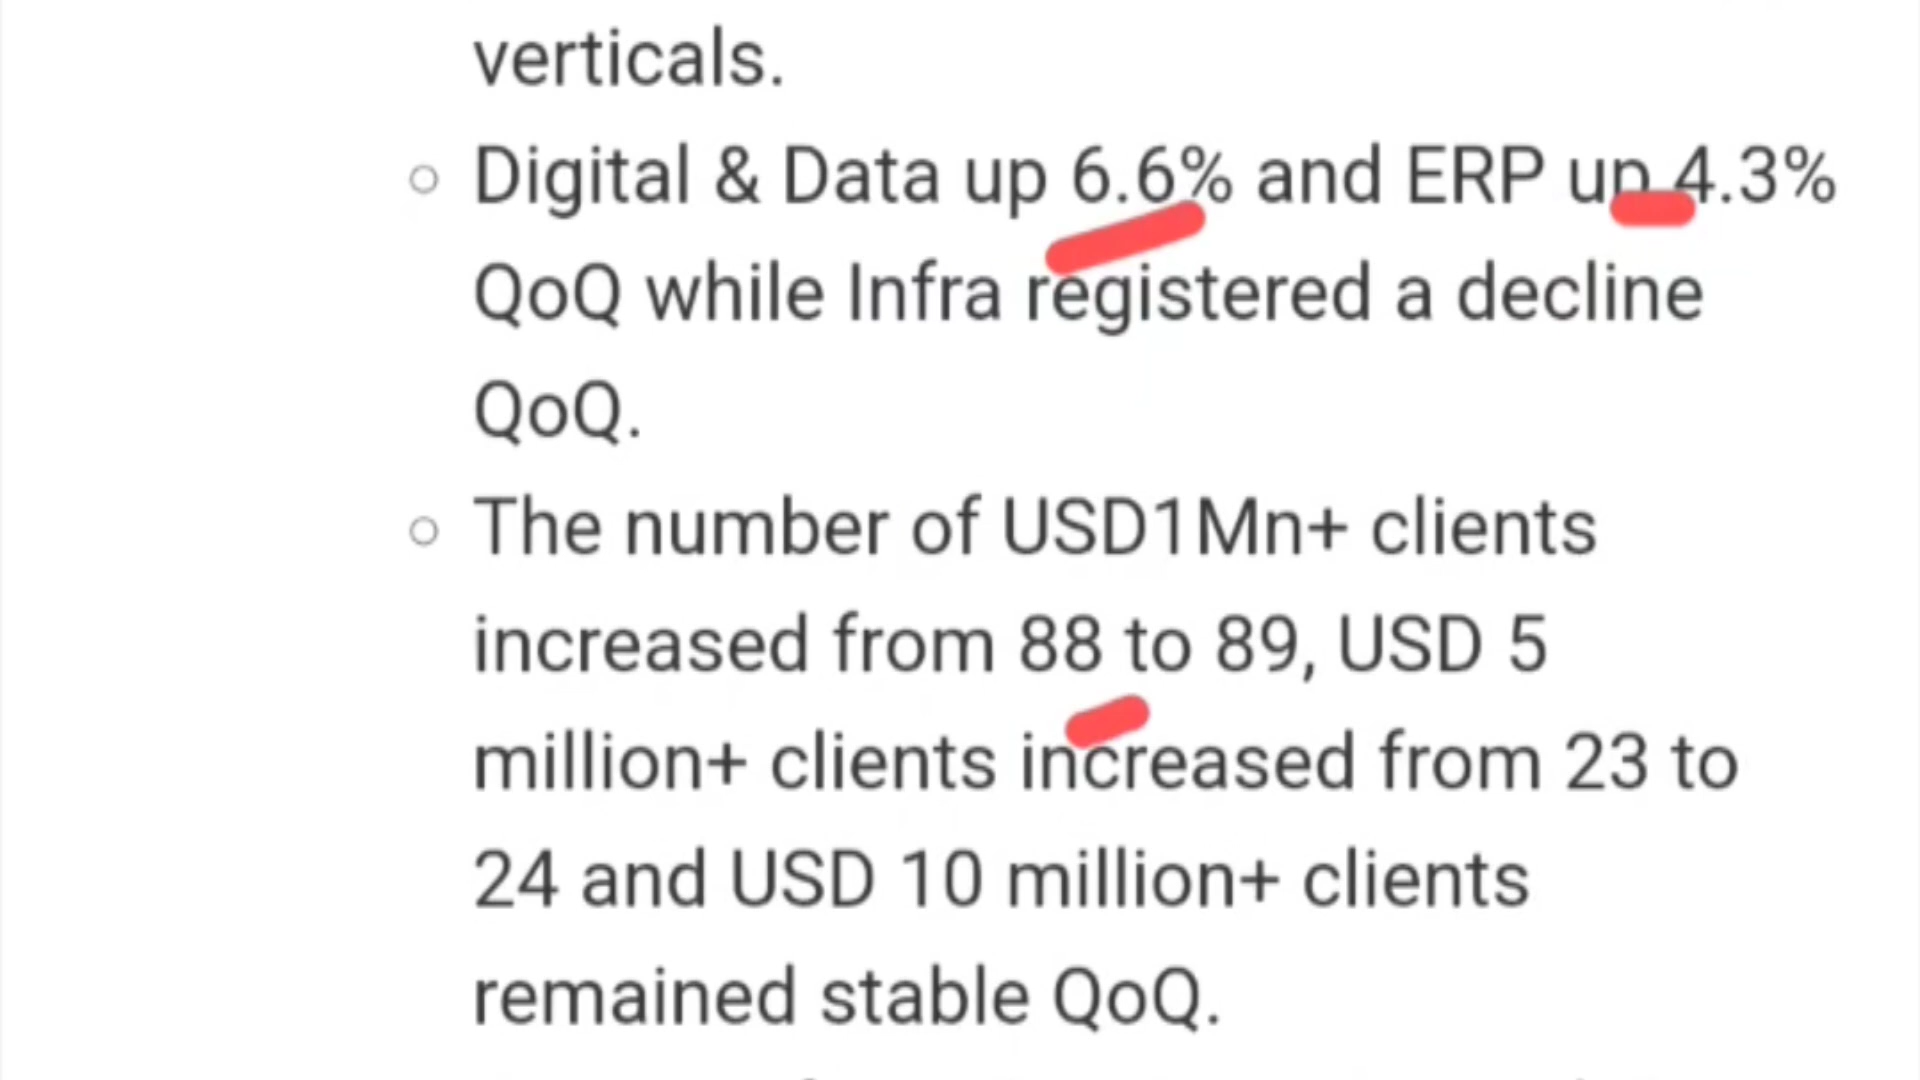 verticals.
Digital & Data up 6.6% and ERP up 4.3%
QoQ while Infra registered a decline
QoQ.
The number of USD1Mn+ clients
increased from 88 to 89, USD 5
million+ clients increased from 23 to
24 and USD 10 million+ clients
remained stable QoQ.